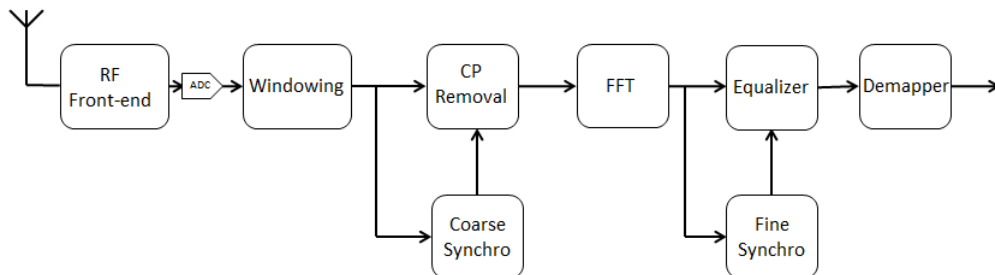 RF
Front-end
ADC
Windowing
CP
Removal
FFT
Equalizer
Demapper
Coarse
Synchro
Fine
Synchro